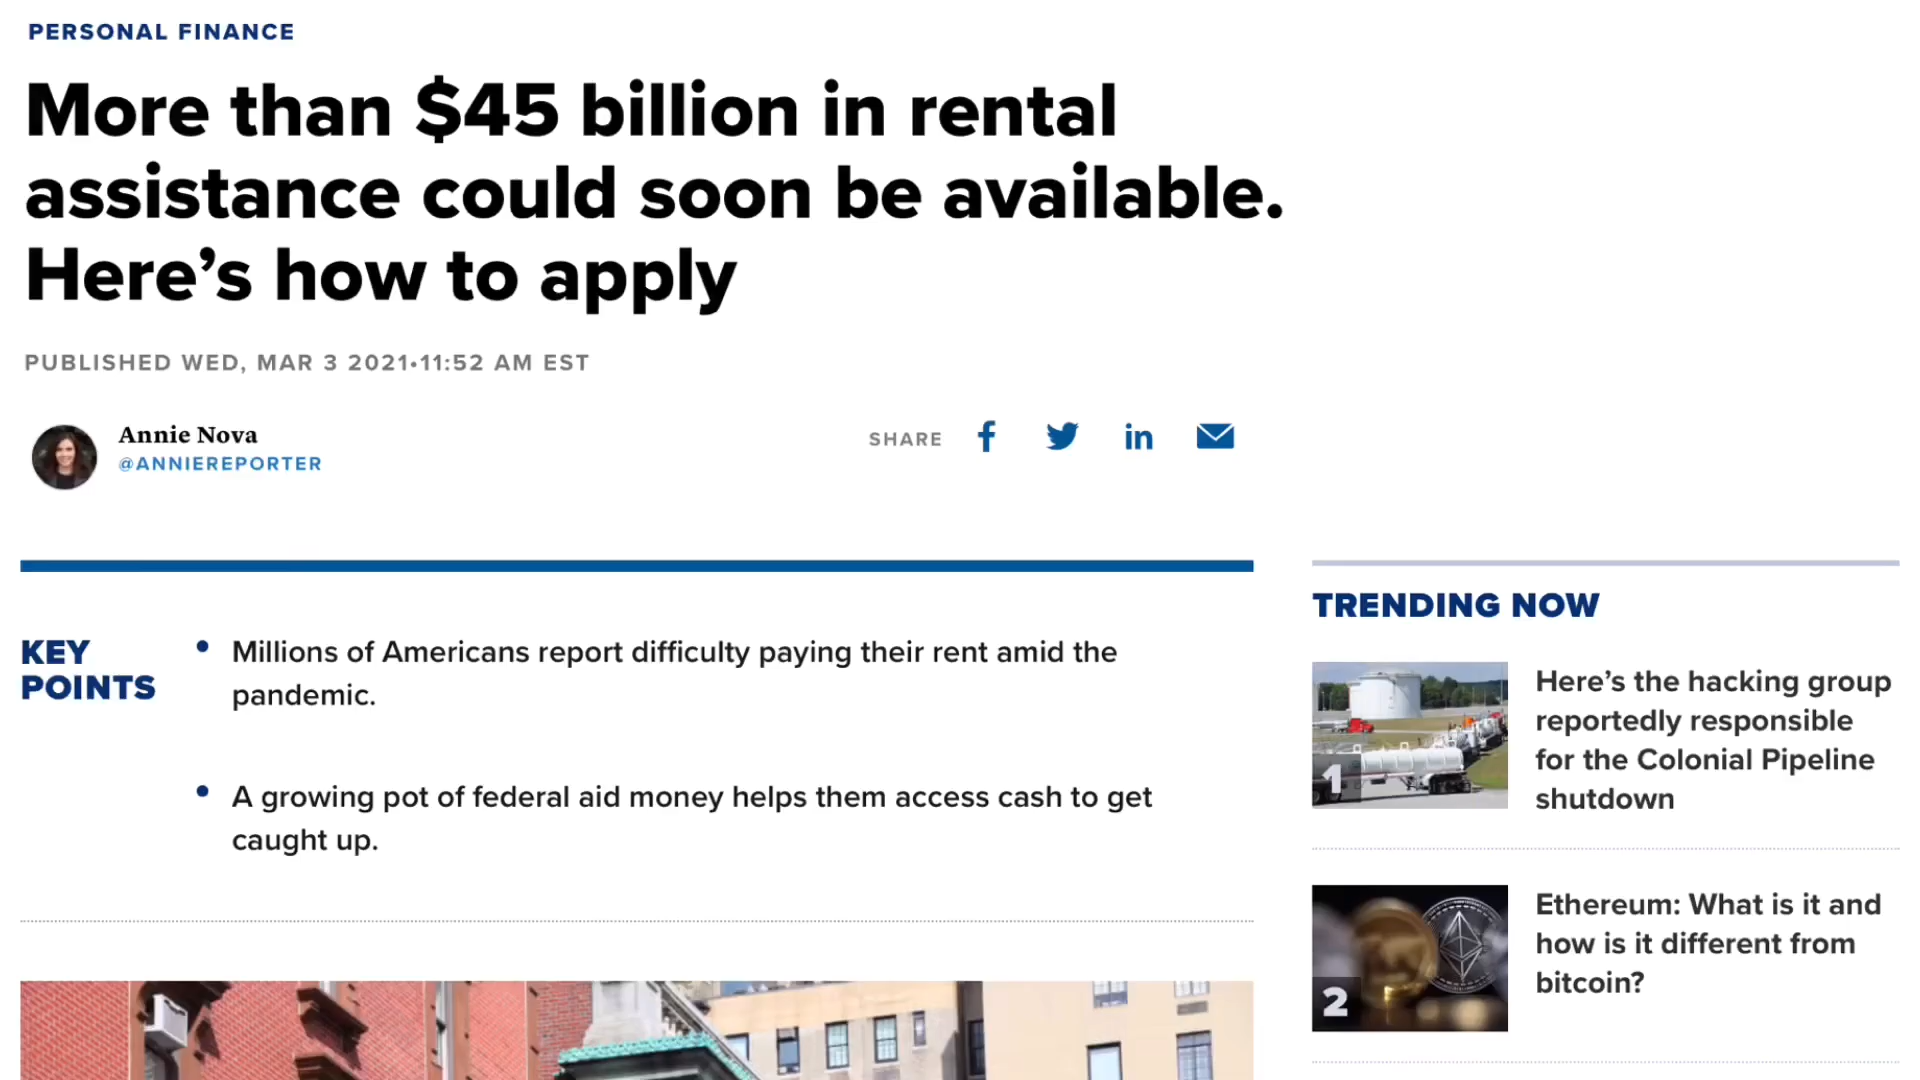 PERSONAL FINANCE
More than $45 billion in rental
assistance could soon be available.
Here’s how to apply
PUBLISHED WED, MAR 3 2021•11:52 AM EST
Annie Nova
@ANNIEREPORTER
SHARE
KEY
POINTS
• Millions of Americans report difficulty paying their rent amid the
pandemic.
• A growing pot of federal aid money helps them access cash to get
caught up.
TRENDING NOW
1
Here’s the hacking group
reportedly responsible
for the Colonial Pipeline
shutdown
2
Ethereum: What is it and
how is it different from
bitcoin?